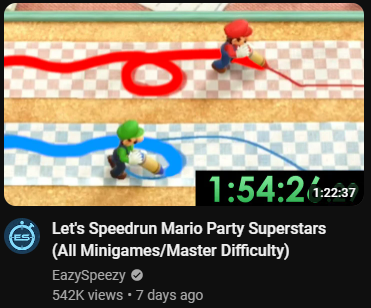 1:54:26
1:22:37
ES
Let's Speedrun Mario Party Superstars
(All Minigames/Master Difficulty)
EazySpeezy
542K views • 7 days ago